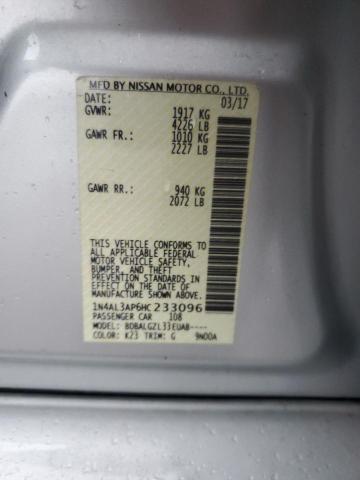 MFD BY NISSAN MOTOR CO., LTD.
DATE: 03/17
GVWR: 1917 KG
4226 LB
GAWR FR: 1010 KG
2227 LB
GAWR RR: 940 KG
2072 LB
THIS VEHICLE CONFORMS TO
ALL APPLICABLE FEDERAL
MOTOR VEHICLE SAFETY,
BUMPER, AND THEFT
PREVENTION STANDARDS IN
EFFECT ON THE DATE OF
MANUFACTURE SHOWN ABOVE.
1N4AL3AP6HC233096
PASSENGER CAR 108
MODEL: BDBALGZL33EUAB----
COLOR: K23 TRIM: G 9N00A